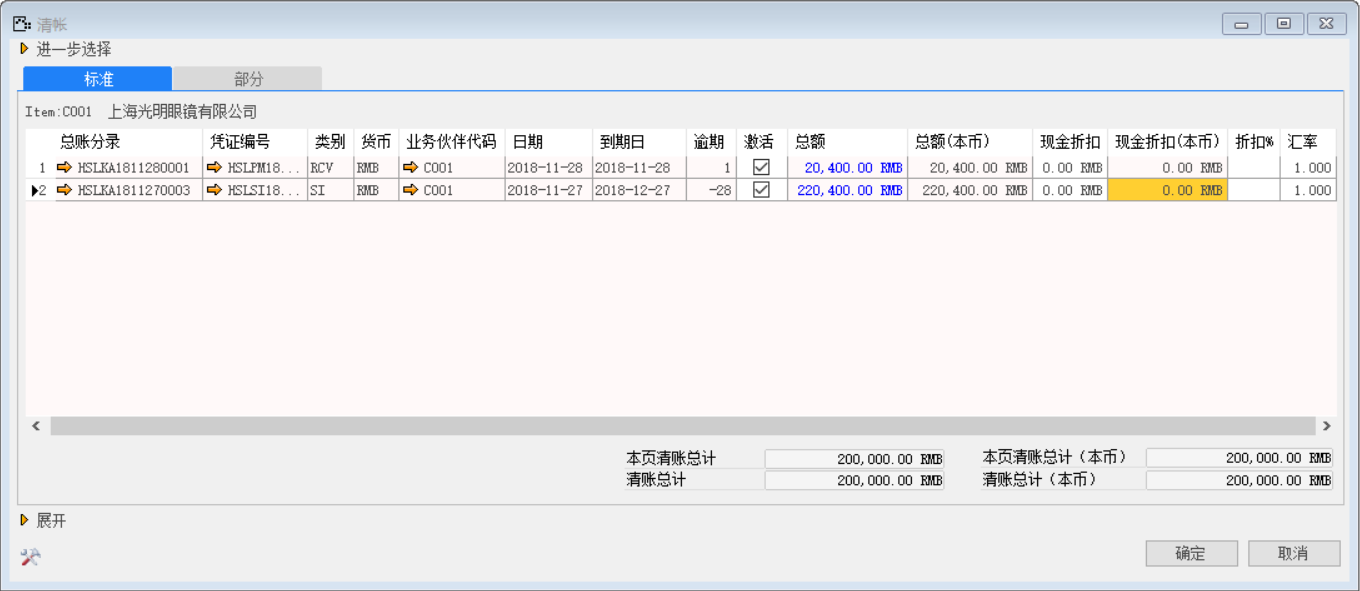 清帐
进一步选择
标准 部分
Item:C001 上海光明眼镜有限公司
总账分录 凭证编号 类别 货币 业务伙伴代码 日期 到期日 逾期 激活 总额 总额(本币) 现金折扣 现金折扣(本币) 折扣% 汇率
1 HSLKA1811280001 HSLPM18... RCV RMB C001 2018-11-28 2018-11-28 1 20,400.00 RMB 20,400.00 RMB 0.00 RMB 0.00 RMB 1.000
2 HSLKA1811270003 HSLSI18... SI RMB C001 2018-11-27 2018-12-27 -28 220,400.00 RMB 220,400.00 RMB 0.00 RMB 0.00 RMB 1.000
本页清账总计 200,000.00 RMB 本页清账总计(本币) 200,000.00 RMB
清账总计 200,000.00 RMB 清账总计(本币) 200,000.00 RMB
展开
确定 取消